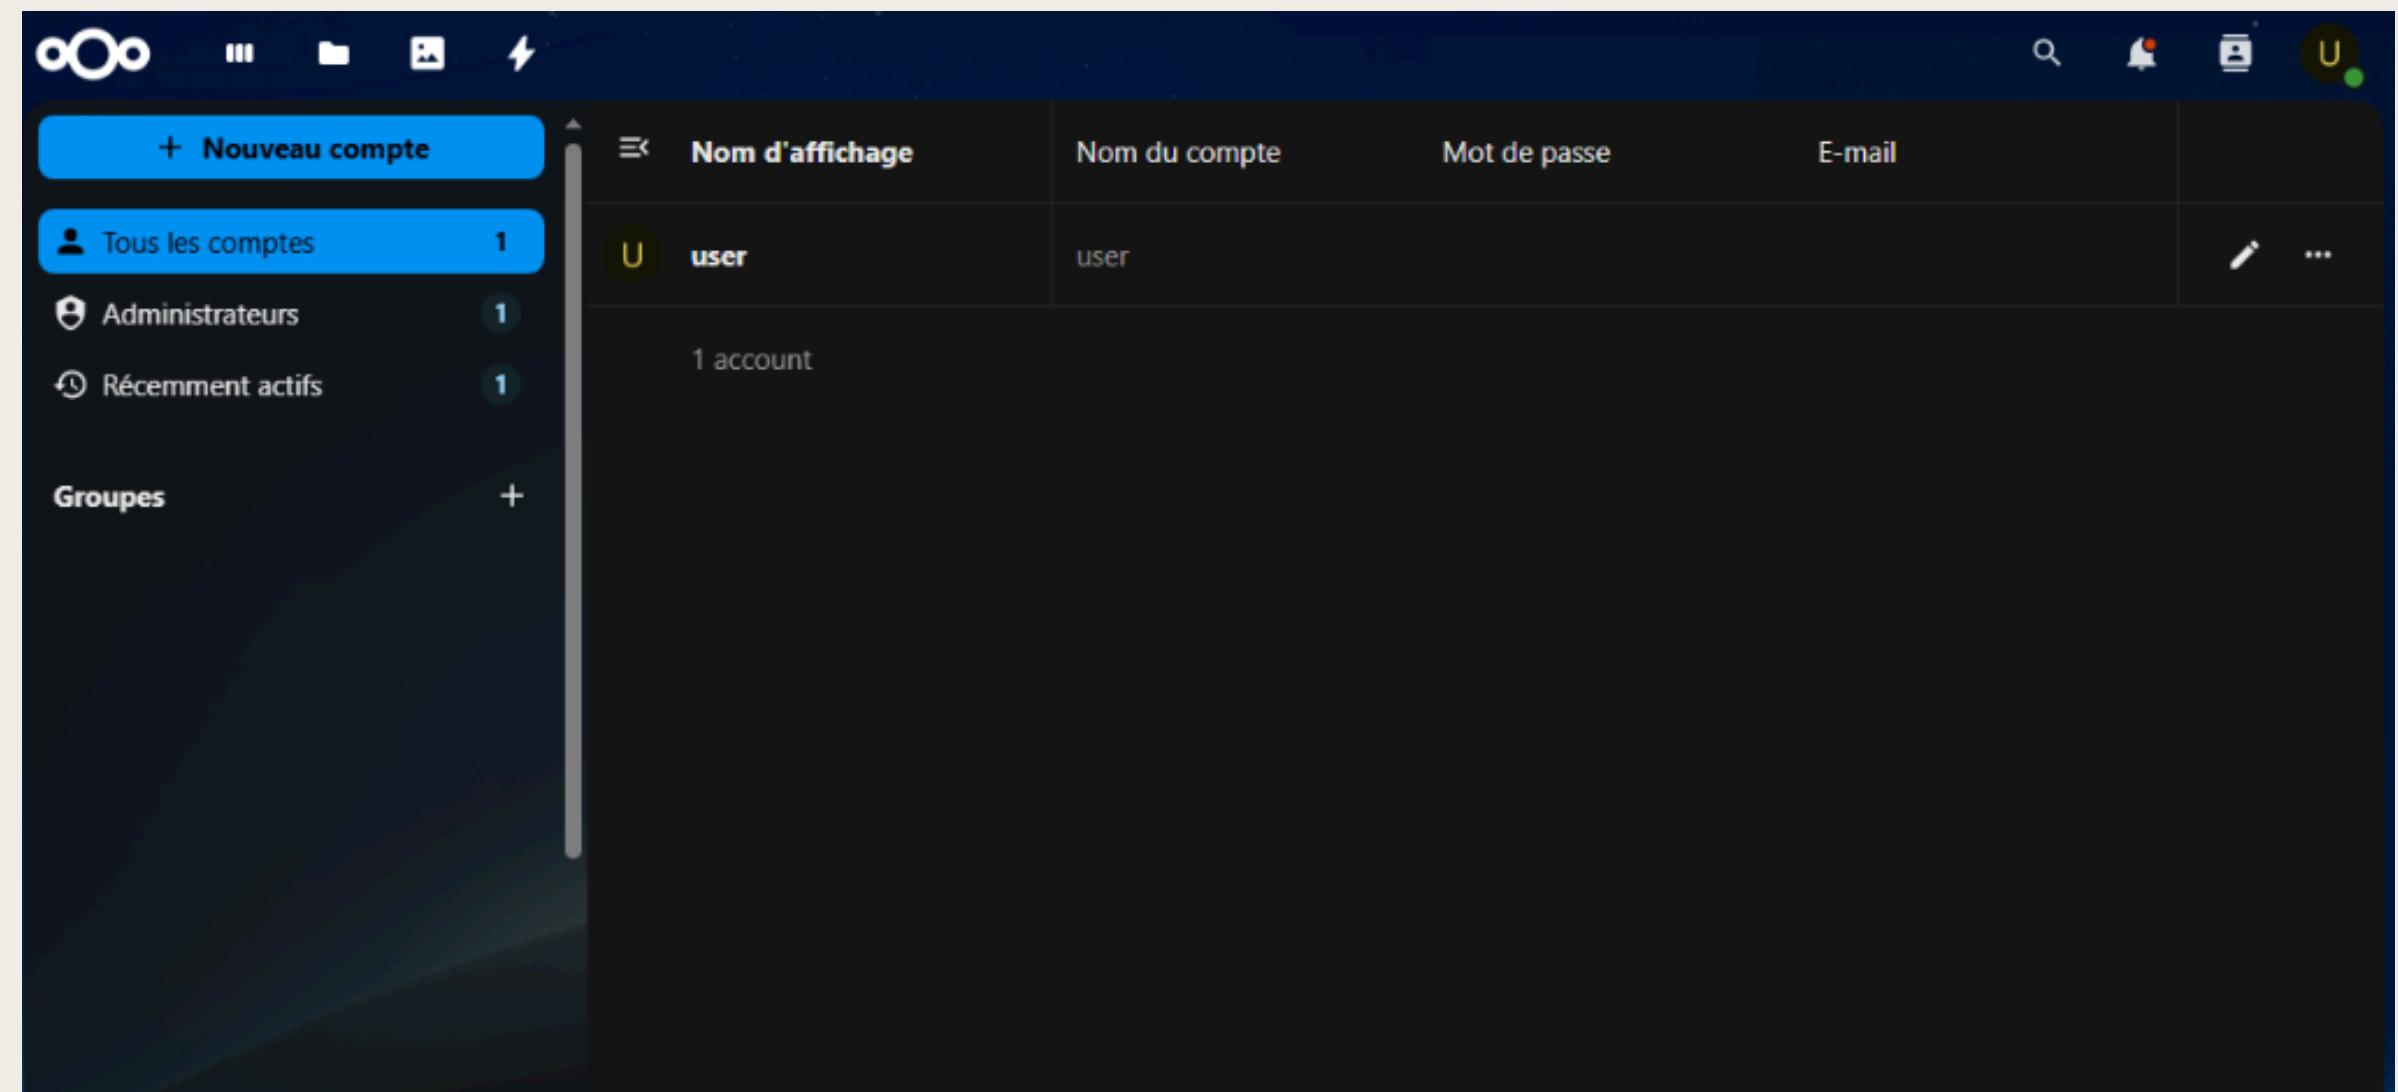 U
+ Nouveau compte
Nom d'affichage Nom du compte Mot de passe E-mail
Tous les comptes 1
U user user
Administrateurs 1
1 account
Récemment actifs 1
Groupes +